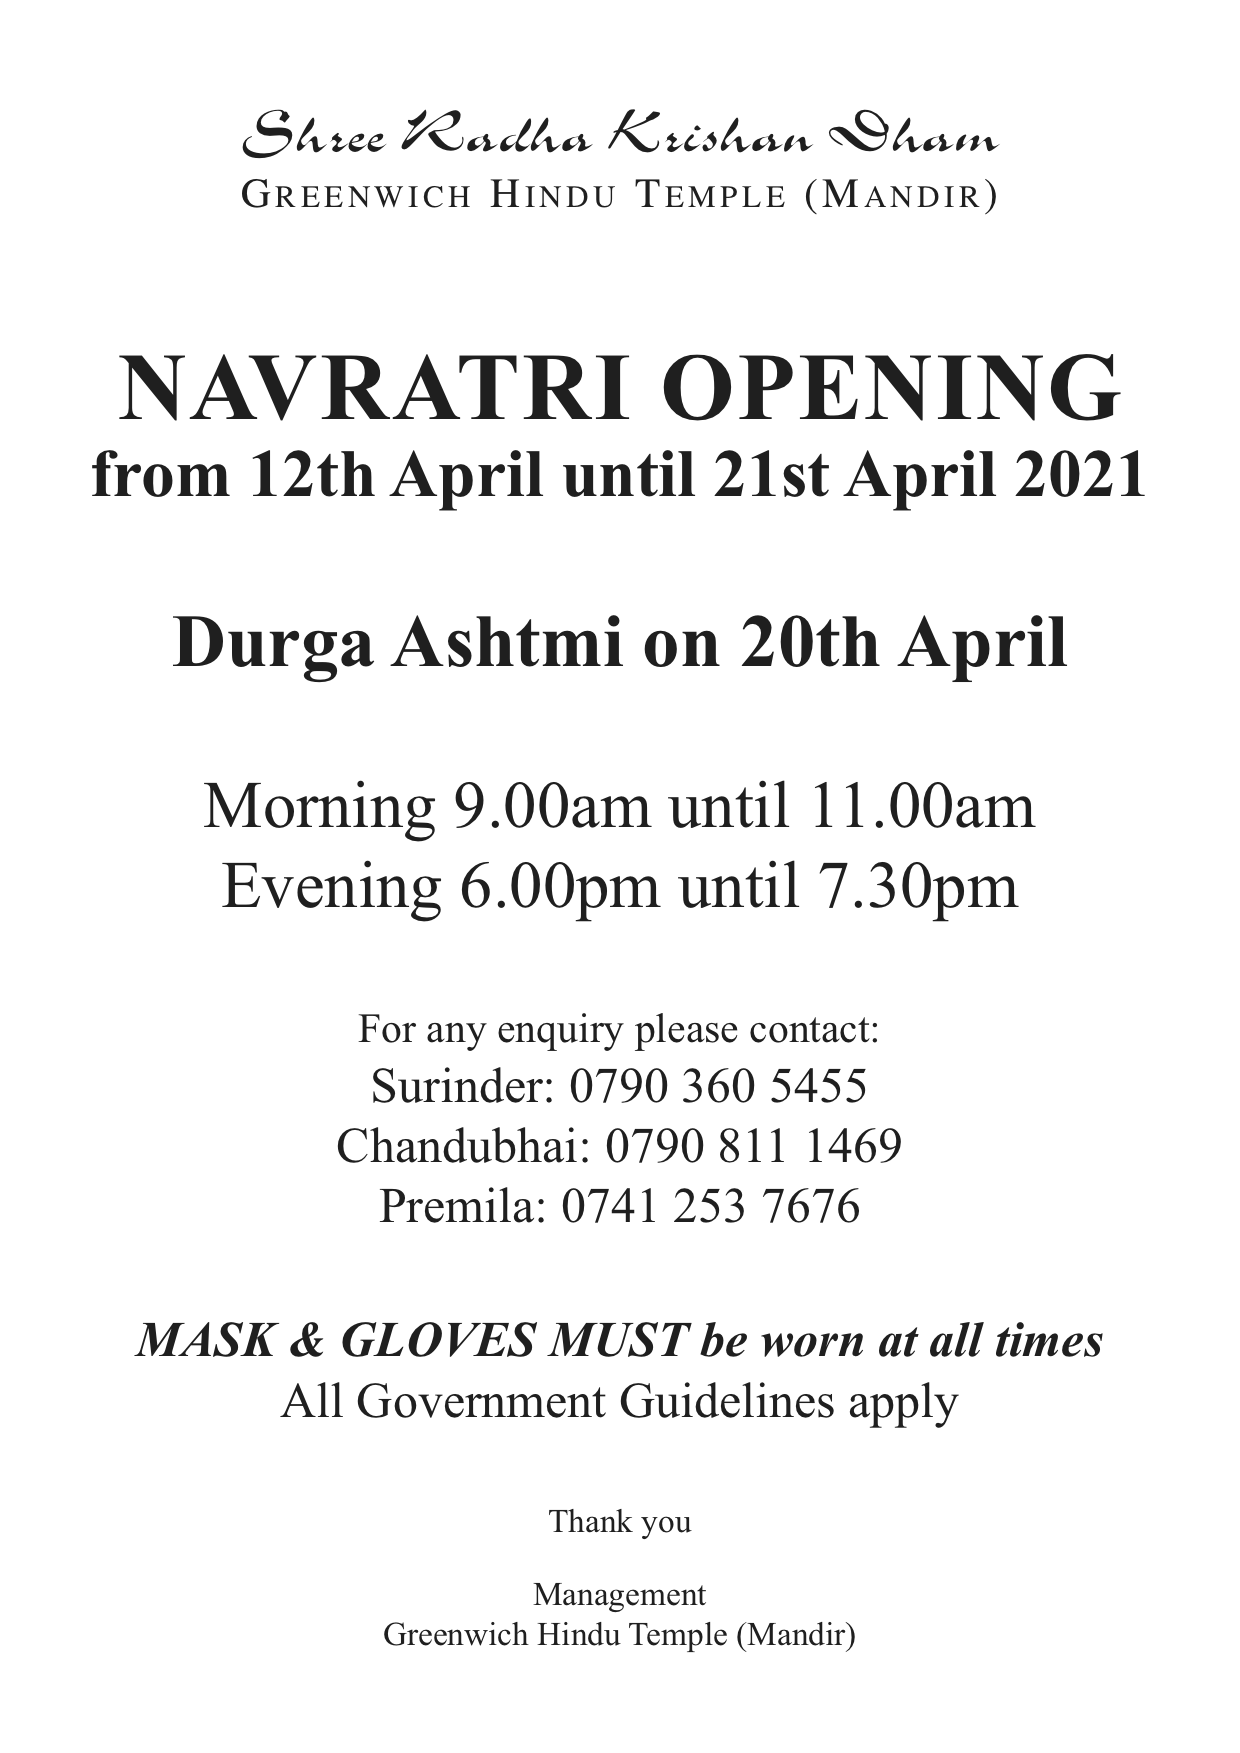 Shree Radha Krishan Dham
GREENWICH HINDU TEMPLE (MANDIR)
NAVRATRI OPENING
from 12th April until 21st April 2021
Durga Ashtmi on 20th April
Morning 9.00am until 11.00am
Evening 6.00pm until 7.30pm
For any enquiry please contact:
Surinder: 0790 360 5455
Chandubhai: 0790 811 1469
Premila: 0741 253 7676
MASK & GLOVES MUST be worn at all times
All Government Guidelines apply
Thank you
Management
Greenwich Hindu Temple (Mandir)